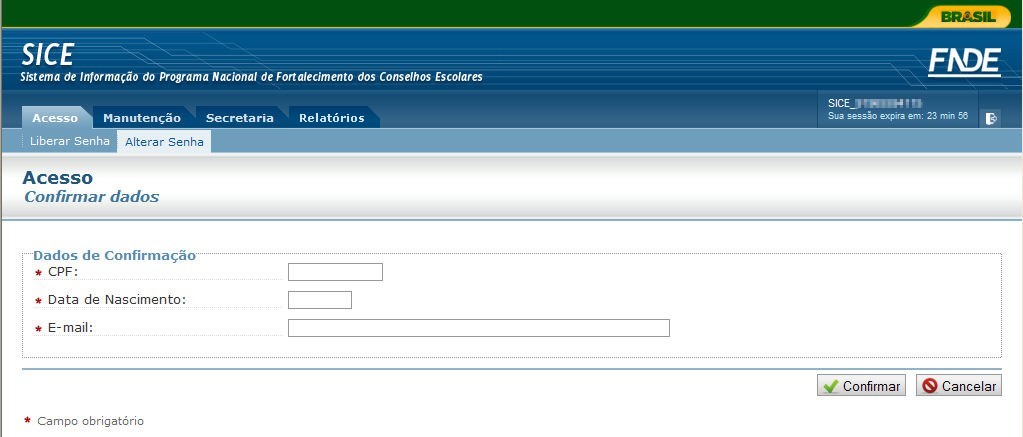 BRASIL
SICE
Sistema de Informação do Programa Nacional de Fortalecimento dos Conselhos Escolares
FNDE
Acesso Manutenção Secretaria Relatórios
SICE_
Sua sessão expira em: 23 min 56
Liberar Senha Alterar Senha
Acesso
Confirmar dados
Dados de Confirmação
* CPF:
* Data de Nascimento:
* E-mail:
Confirmar Cancelar
* Campo obrigatório